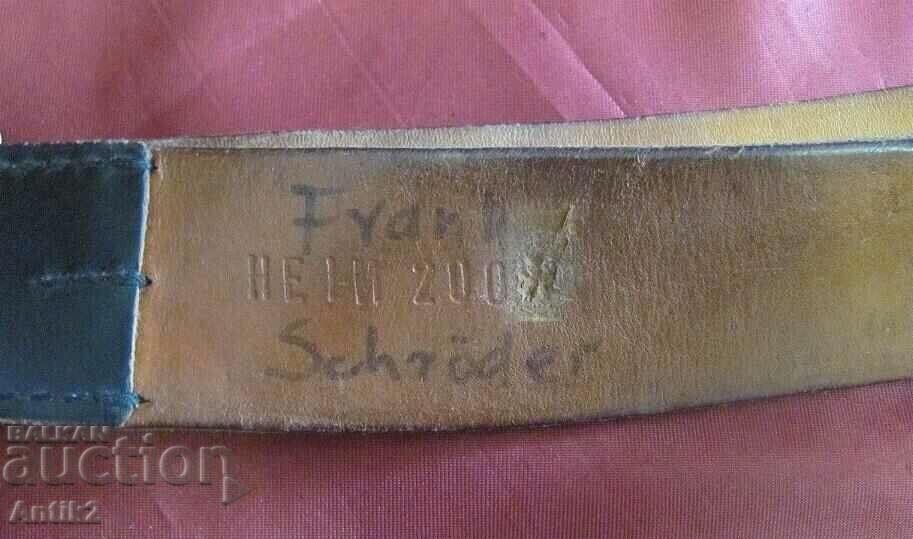 Frank
HEIM 200
Schröder
BALKAN
auction
Antik2